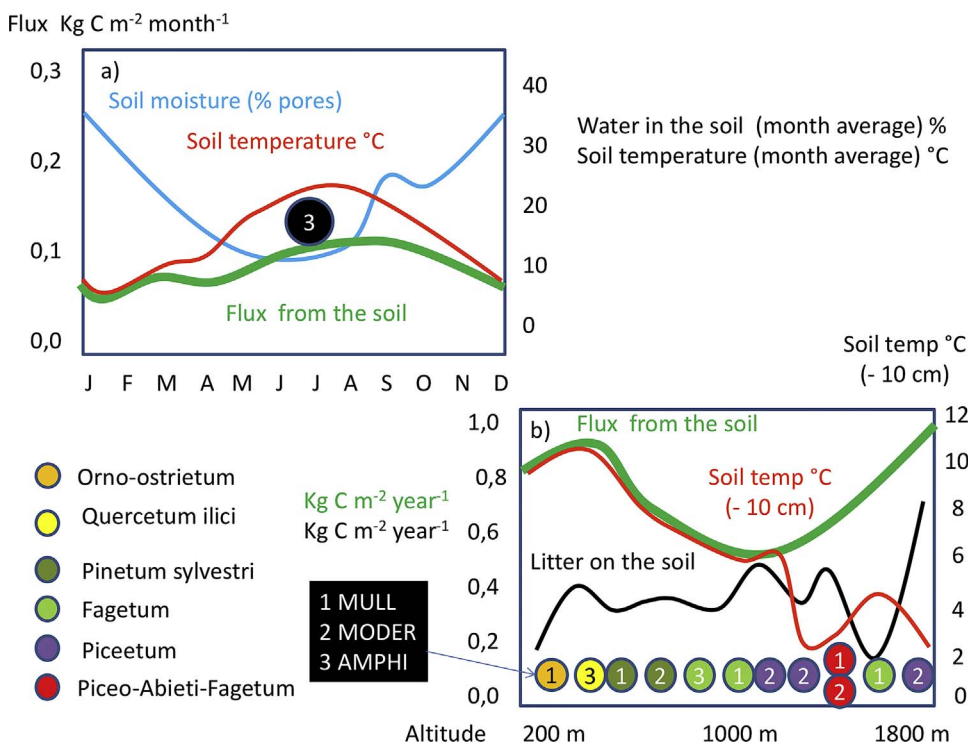 Flux Kg C m-2 month-1
0,3
0,2
0,1
0,0
a)
Soil moisture (% pores)
Soil temperature °C
3
Flux from the soil
40
30
20
10
0
Water in the soil (month average) %
Soil temperature (month average) °C
J F M A M J J A S O N D
Soil temp °C
(- 10 cm)
Orno-ostrietum
Quercetum ilici
Pinetum sylvestri
Fagetum
Piceetum
Piceo-Abieti-Fagetum
Kg C m-2 year-1
Kg C m-2 year-1
1 MULL
2 MODER
3 AMPHI
1,0
0,8
0,6
0,4
0,2
0,0
b)
Flux from the soil
Soil temp °C
(- 10 cm)
Litter on the soil
1 3 1 2 3 1 2 2 1 1 2
2
12
10
8
6
4
2
0
Altitude 200 m 1000 m 1800 m